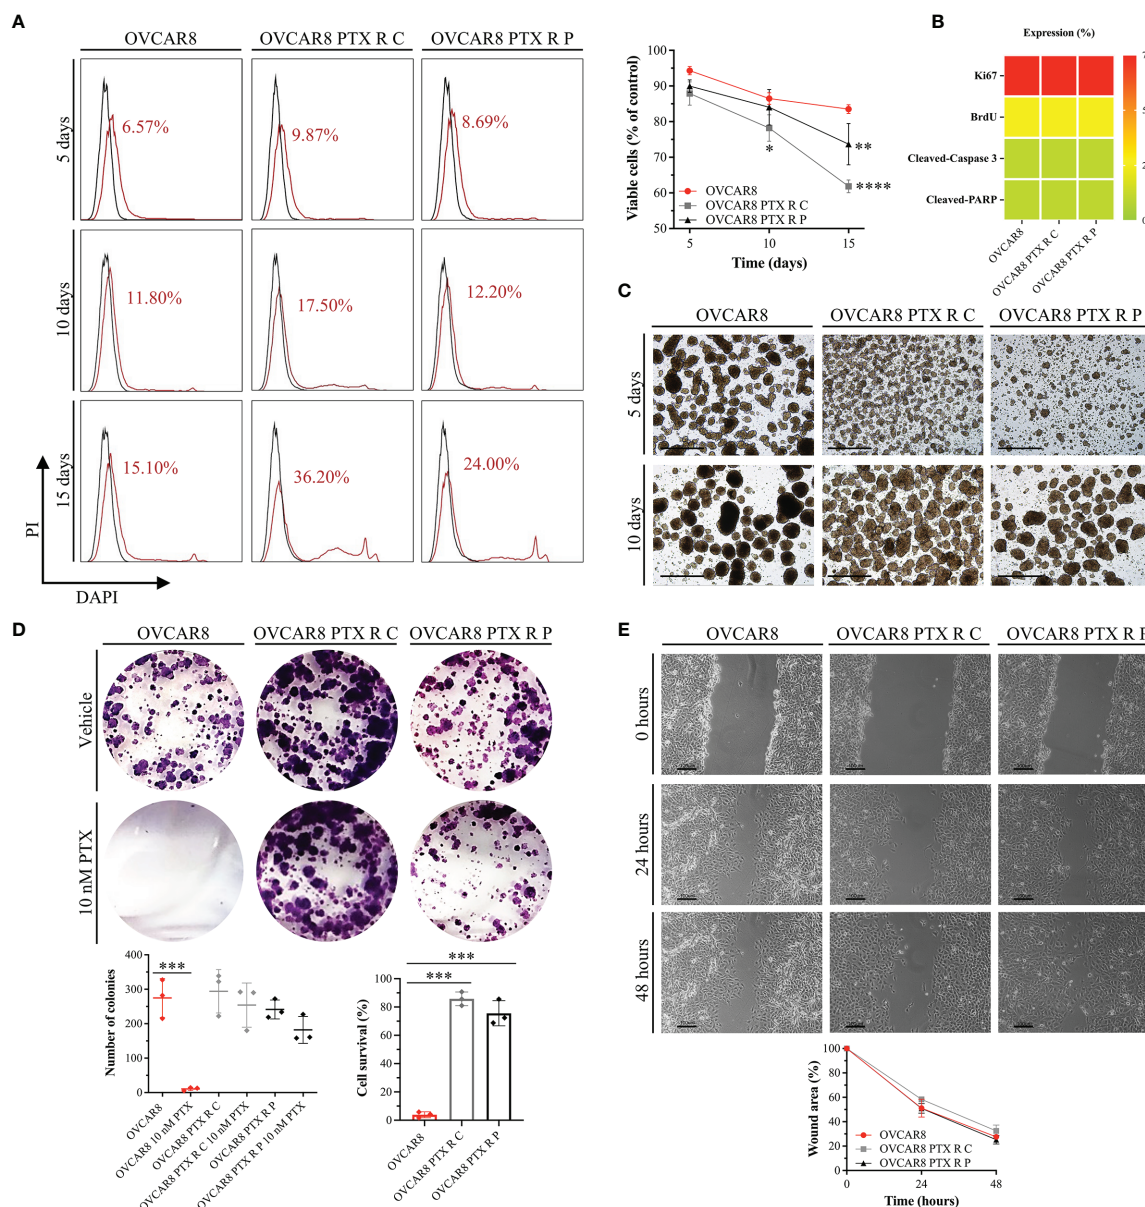 A
OVCAR8
OVCAR8 PTX R C
OVCAR8 PTX R P
5 days
6.57%
9.87%
8.69%
10 days
11.80%
17.50%
12.20%
15 days
15.10%
36.20%
24.00%
PI
DAPI
Viable cells (% of control)
100
90
80
70
60
50
*
**
****
OVCAR8
OVCAR8 PTX R C
OVCAR8 PTX R P
5
10
15
Time (days)
B
Expression (%)
Ki67
BrdU
Cleaved-Caspase 3
Cleaved-PARP
OVCAR8
OVCAR8 PTX R C
OVCAR8 PTX R P
C
OVCAR8
OVCAR8 PTX R C
OVCAR8 PTX R P
5 days
10 days
D
OVCAR8
OVCAR8 PTX R C
OVCAR8 PTX R P
Vehicle
10 nM PTX
Number of colonies
400
300
200
100
0
***
OVCAR8
OVCAR8 10 nM PTX
OVCAR8 PTX R C
OVCAR8 PTX R C 10 nM PTX
OVCAR8 PTX R P
OVCAR8 PTX R P 10 nM PTX
Cell survival (%)
100
80
60
40
20
0
***
***
OVCAR8
OVCAR8 PTX R C
OVCAR8 PTX R P
E
OVCAR8
OVCAR8 PTX R C
OVCAR8 PTX R P
0 hours
24 hours
48 hours
Wound area (%)
100
80
60
40
20
0
OVCAR8
OVCAR8 PTX R C
OVCAR8 PTX R P
0
24
48
Time (hours)